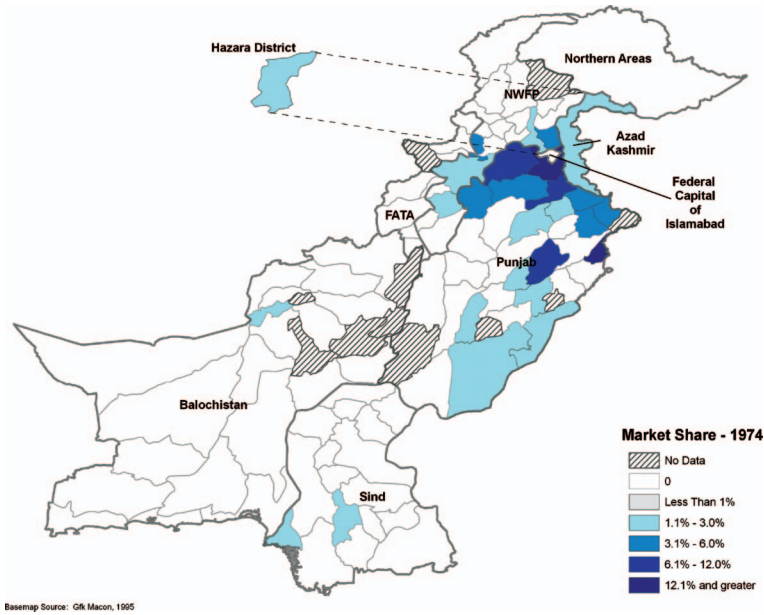 Hazara District
Northern Areas
NWFP
Azad
Kashmir
Federal
Capital
of
Islamabad
FATA
Punjab
Balochistan
Sind
Market Share - 1974
No Data
0
Less Than 1%
1.1% - 3.0%
3.1% - 6.0%
6.1% - 12.0%
12.1% and greater
Basemap Source: Gfk Macon, 1995